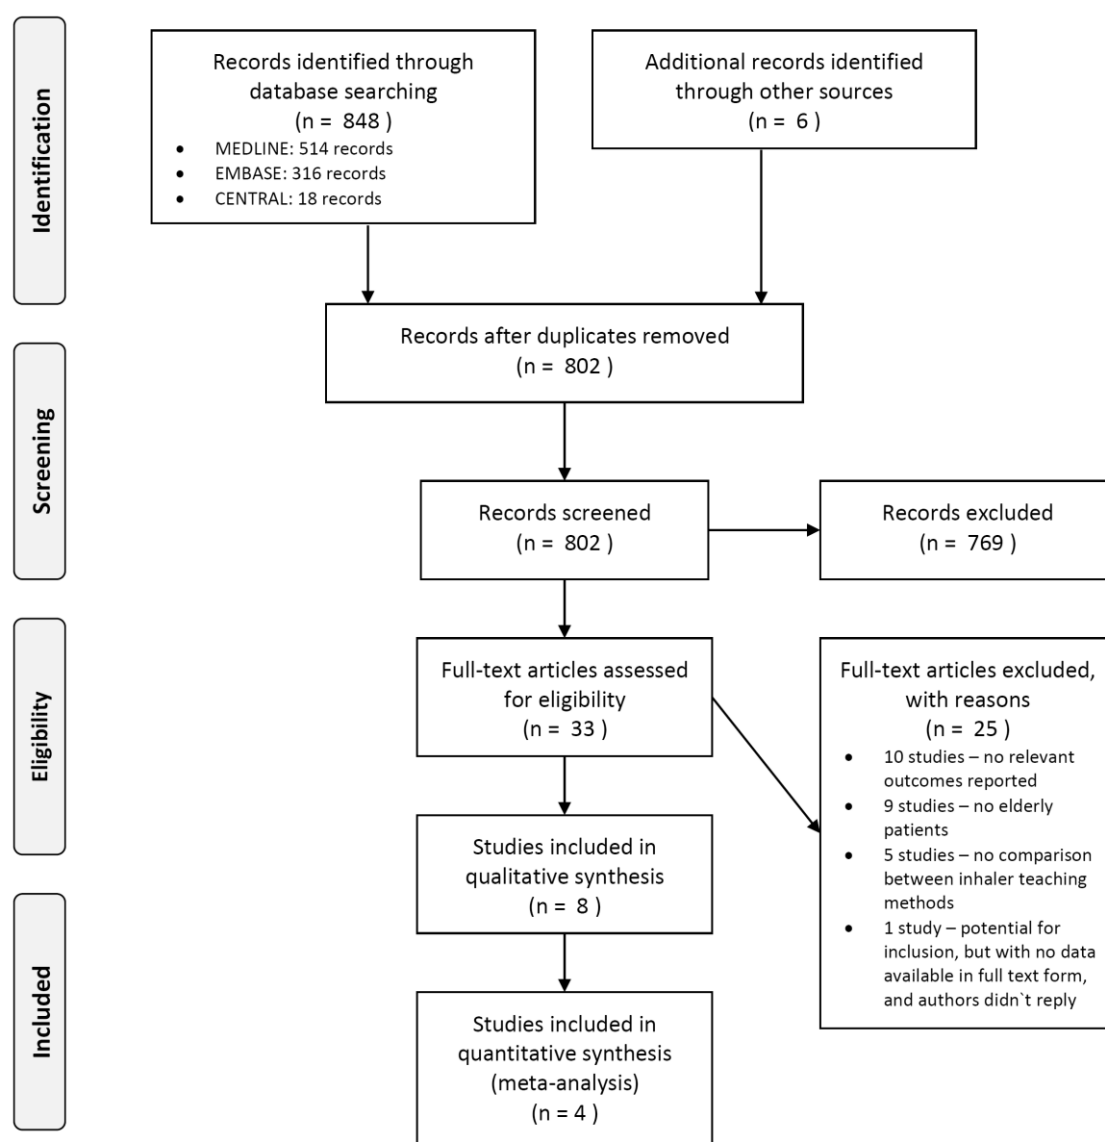 Identification
Records identified through
database searching
(n = 848 )
• MEDLINE: 514 records
• EMBASE: 316 records
• CENTRAL: 18 records
Additional records identified
through other sources
(n = 6 )
Records after duplicates removed
(n = 802 )
Screening
Records screened
(n = 802 )
Records excluded
(n = 769 )
Eligibility
Full-text articles assessed
for eligibility
(n = 33 )
Full-text articles excluded,
with reasons
(n = 25 )
• 10 studies – no relevant
outcomes reported
• 9 studies – no elderly
patients
• 5 studies – no comparison
between inhaler teaching
methods
• 1 study – potential for
inclusion, but with no data
available in full text form,
and authors didn`t reply
Studies included in
qualitative synthesis
(n = 8 )
Included
Studies included in
quantitative synthesis
(meta-analysis)
(n = 4 )